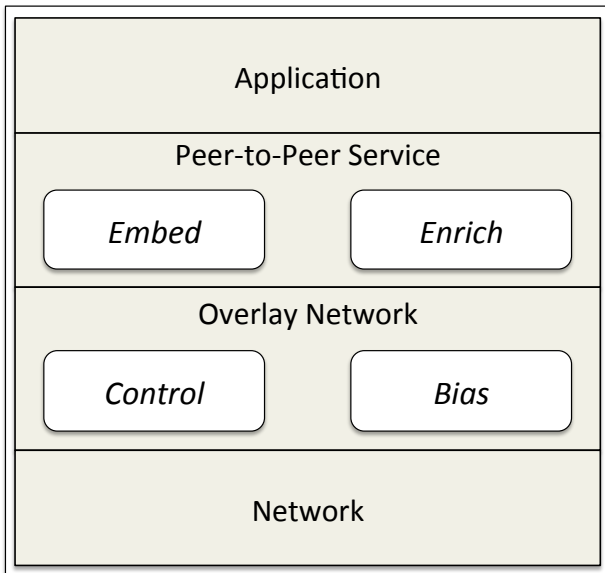 Application
Peer-to-Peer Service
Embed Enrich
Overlay Network
Control Bias
Network